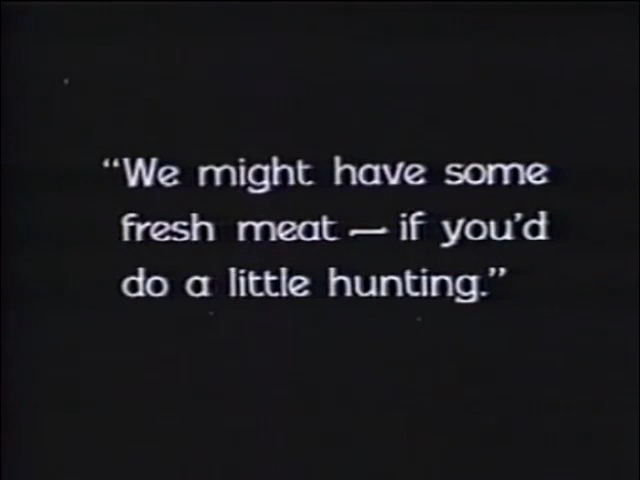 “We might have some
fresh meat — if you’d
do a little hunting.”